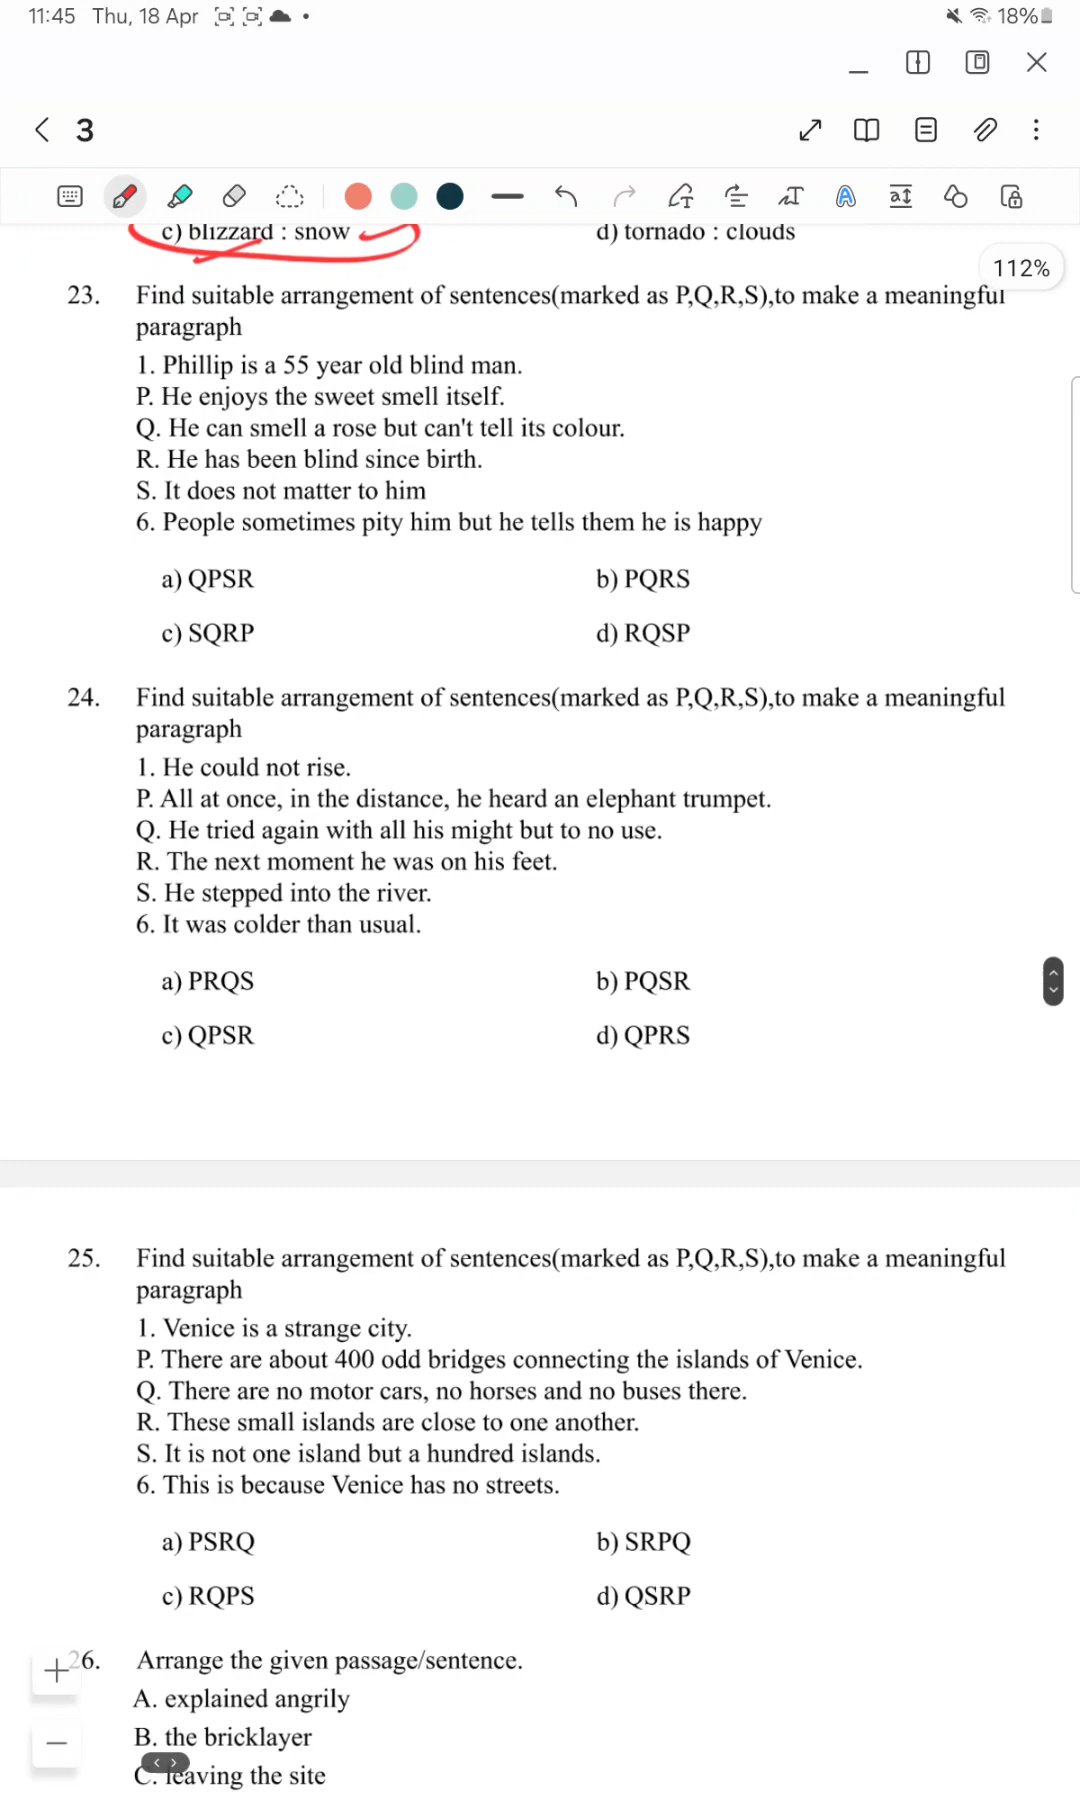 11:45 Thu, 18 Apr
18%
3
c) blizzard : snow
d) tornado : clouds
112%
23. Find suitable arrangement of sentences(marked as P,Q,R,S),to make a meaningful
paragraph
1. Phillip is a 55 year old blind man.
P. He enjoys the sweet smell itself.
Q. He can smell a rose but can't tell its colour.
R. He has been blind since birth.
S. It does not matter to him
6. People sometimes pity him but he tells them he is happy
a) QPSR
b) PQRS
c) SQRP
d) RQSP
24. Find suitable arrangement of sentences(marked as P,Q,R,S),to make a meaningful
paragraph
1. He could not rise.
P. All at once, in the distance, he heard an elephant trumpet.
Q. He tried again with all his might but to no use.
R. The next moment he was on his feet.
S. He stepped into the river.
6. It was colder than usual.
a) PRQS
b) PQSR
c) QPSR
d) QPRS
25. Find suitable arrangement of sentences(marked as P,Q,R,S),to make a meaningful
paragraph
1. Venice is a strange city.
P. There are about 400 odd bridges connecting the islands of Venice.
Q. There are no motor cars, no horses and no buses there.
R. These small islands are close to one another.
S. It is not one island but a hundred islands.
6. This is because Venice has no streets.
a) PSRQ
b) SRPQ
c) RQPS
d) QSRP
26. Arrange the given passage/sentence.
A. explained angrily
B. the bricklayer
C. leaving the site